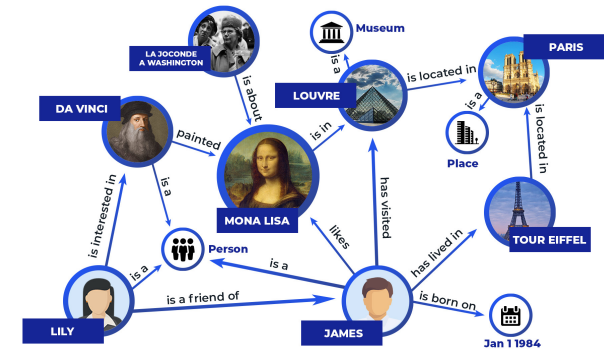 Museum
PARIS
LA JOCONDE
A WASHINGTON
is a
is located in
LOUVRE
is about
DA VINCI
is a
painted
is in
is located in
Place
is interested in
is a
has visited
MONA LISA
likes
has lived in
TOUR EIFFEL
Person
is a
is a
is a friend of
is born on
LILY
JAMES
Jan 1 1984